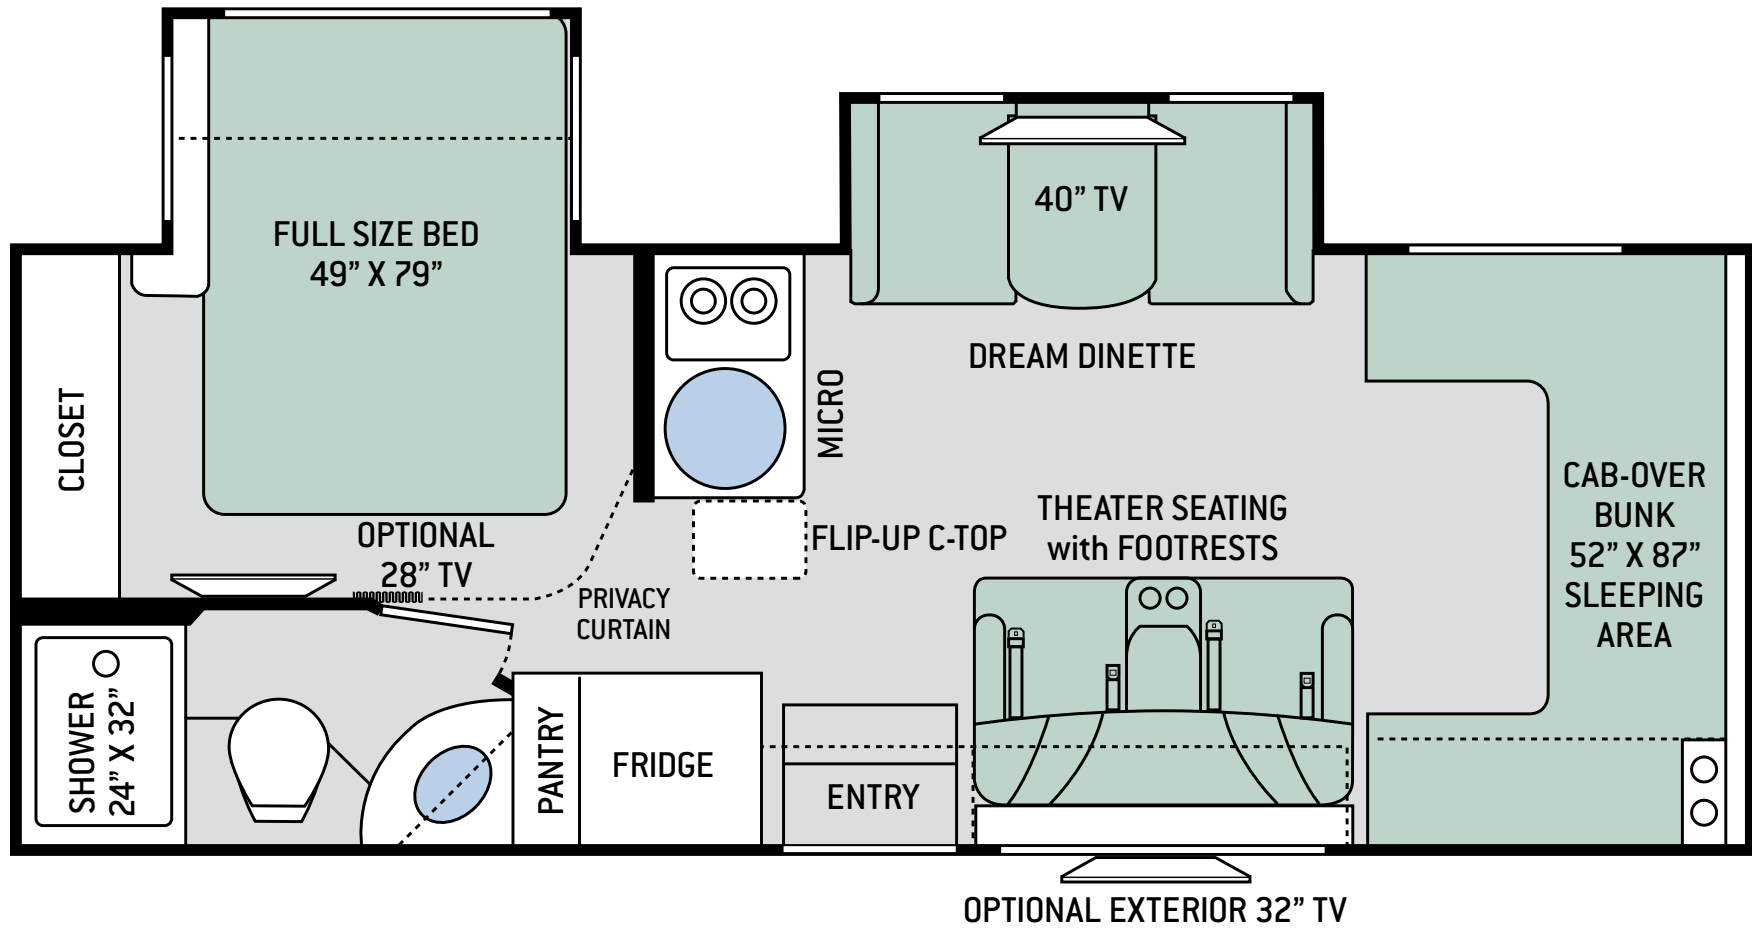 FULL SIZE BED
49” X 79”
40” TV
DREAM DINETTE
CLOSET
MICRO
CAB-OVER
BUNK
52” X 87”
SLEEPING
AREA
THEATER SEATING
with FOOTRESTS
OPTIONAL
28” TV
FLIP-UP C-TOP
PRIVACY
CURTAIN
SHOWER
24” X 32”
PANTRY
FRIDGE
ENTRY
OPTIONAL EXTERIOR 32” TV